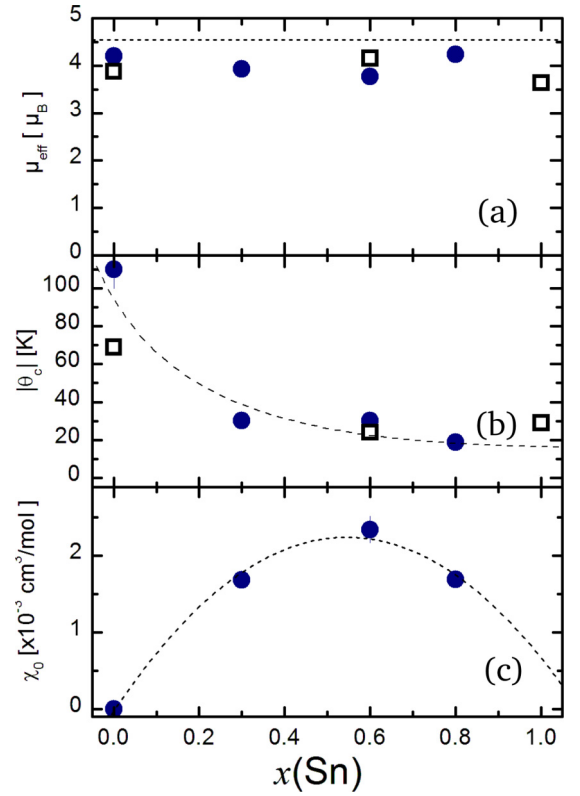 5
4
3
2
1
0
μeff [ μB ]
(a)
100
80
60
40
20
0
|θc| [K]
(b)
2
1
0
χ0 [x10⁻³ cm³/mol]
(c)
0.0 0.2 0.4 0.6 0.8 1.0
x(Sn)